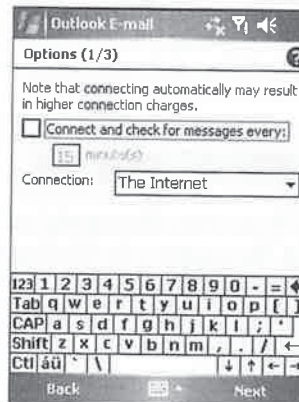 Outlook E-mail
Options (1/3)
Note that connecting automatically may result
in higher connection charges.
Connect and check for messages every:
15 minute(s)
Connection: The Internet
123 1 2 3 4 5 6 7 8 9 0 - =
Tab q w e r t y u i o p [ ]
CAP a s d f g h j k l ; '
Shift z x c v b n m , . /
Ctl áü ` \
Back Next